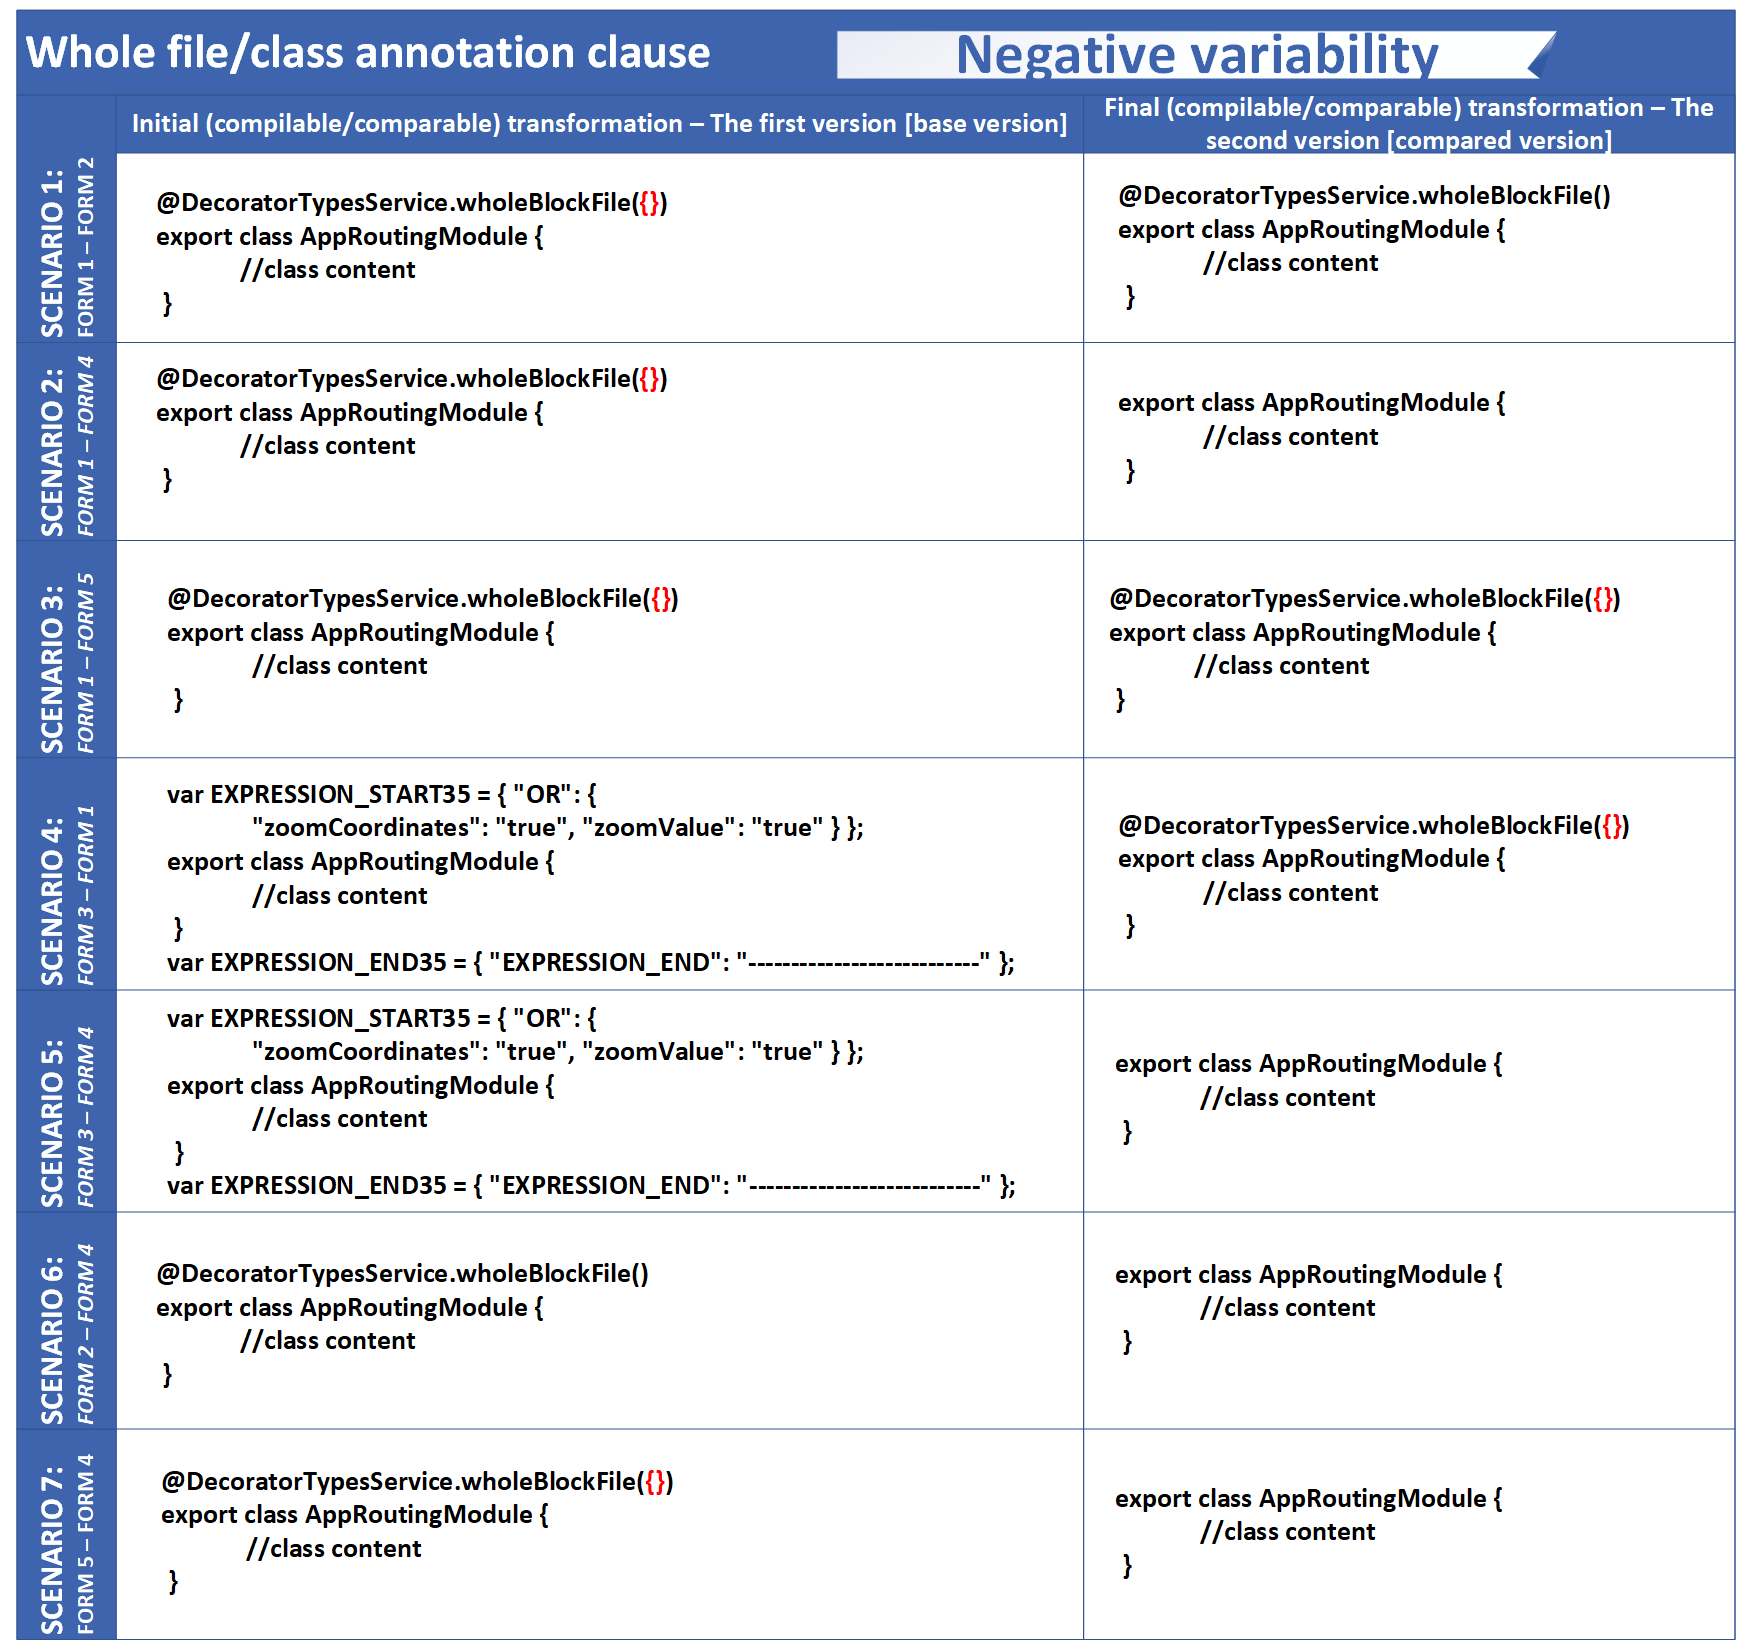 Whole file/class annotation clause
Negative variability
Initial (compilable/comparable) transformation – The first version [base version]
Final (compilable/comparable) transformation – The
second version [compared version]
SCENARIO 1:
FORM 1 – FORM 2
@DecoratorTypesService.wholeBlockFile({})
export class AppRoutingModule {
//class content
}
@DecoratorTypesService.wholeBlockFile()
export class AppRoutingModule {
//class content
}
SCENARIO 2:
FORM 1 – FORM 4
@DecoratorTypesService.wholeBlockFile({})
export class AppRoutingModule {
//class content
}
export class AppRoutingModule {
//class content
}
SCENARIO 3:
FORM 1 – FORM 5
@DecoratorTypesService.wholeBlockFile({})
export class AppRoutingModule {
//class content
}
@DecoratorTypesService.wholeBlockFile({})
export class AppRoutingModule {
//class content
}
SCENARIO 4:
FORM 3 – FORM 1
var EXPRESSION_START35 = { "OR": {
"zoomCoordinates": "true", "zoomValue": "true" } };
export class AppRoutingModule {
//class content
}
var EXPRESSION_END35 = { "EXPRESSION_END": "---------------------------" };
@DecoratorTypesService.wholeBlockFile({})
export class AppRoutingModule {
//class content
}
SCENARIO 5:
FORM 3 – FORM 4
var EXPRESSION_START35 = { "OR": {
"zoomCoordinates": "true", "zoomValue": "true" } };
export class AppRoutingModule {
//class content
}
var EXPRESSION_END35 = { "EXPRESSION_END": "---------------------------" };
export class AppRoutingModule {
//class content
}
SCENARIO 6:
FORM 2 – FORM 4
@DecoratorTypesService.wholeBlockFile()
export class AppRoutingModule {
//class content
}
export class AppRoutingModule {
//class content
}
SCENARIO 7:
FORM 5 – FORM 4
@DecoratorTypesService.wholeBlockFile({})
export class AppRoutingModule {
//class content
}
export class AppRoutingModule {
//class content
}